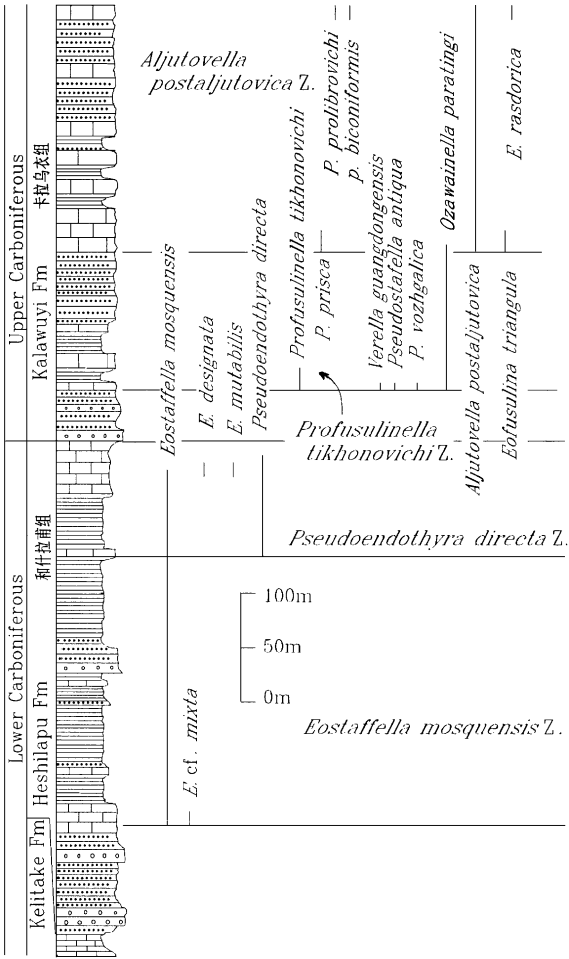 Upper Carboniferous
Lower Carboniferous
卡拉乌衣组
Kalawuyi Fm
和什拉甫组
Heshilapu Fm
Kelitake Fm
Aljutovella
postaljutovica Z.
Eostaffella mosquensis
E. designata
E. mutabilis
Pseudoendothyra directa
Profusulinella tikhonovichi
P. prisca
P. prolibrovichi
p. biconiformis
Verella guangdongensis
Pseudostafella antiqua
P. vozhgalica
Ozawainella paratingi
Aljutovella postaljutovica
Eofusulina triangula
E. rasdorica
Profusulinella
tikhonovichi Z.
Pseudoendothyra directa Z.
100m
50m
0m
E. cf. mixta
Eostaffella mosquensis Z.